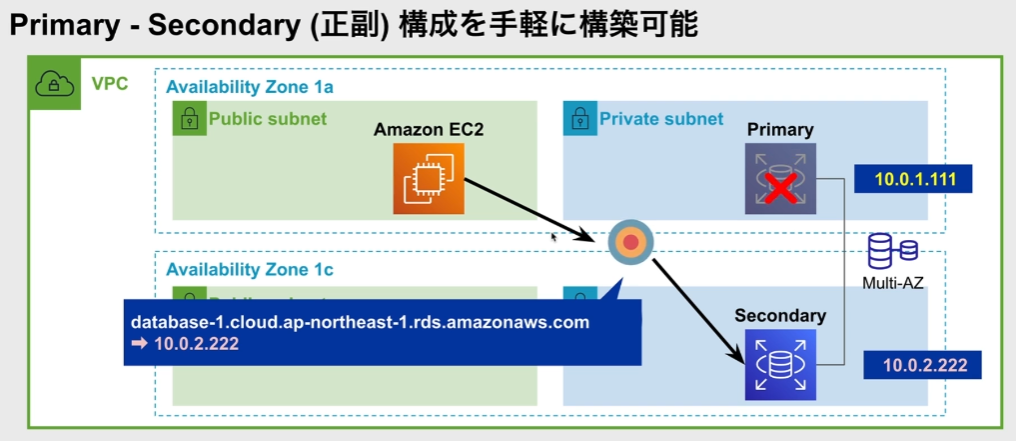 Primary - Secondary (正副) 構成を手軽に構築可能
VPC
Availability Zone 1a
Public subnet
Amazon EC2
Private subnet
Primary
10.0.1.111
Availability Zone 1c
Multi-AZ
database-1.cloud.ap-northeast-1.rds.amazonaws.com
➡ 10.0.2.222
Secondary
10.0.2.222